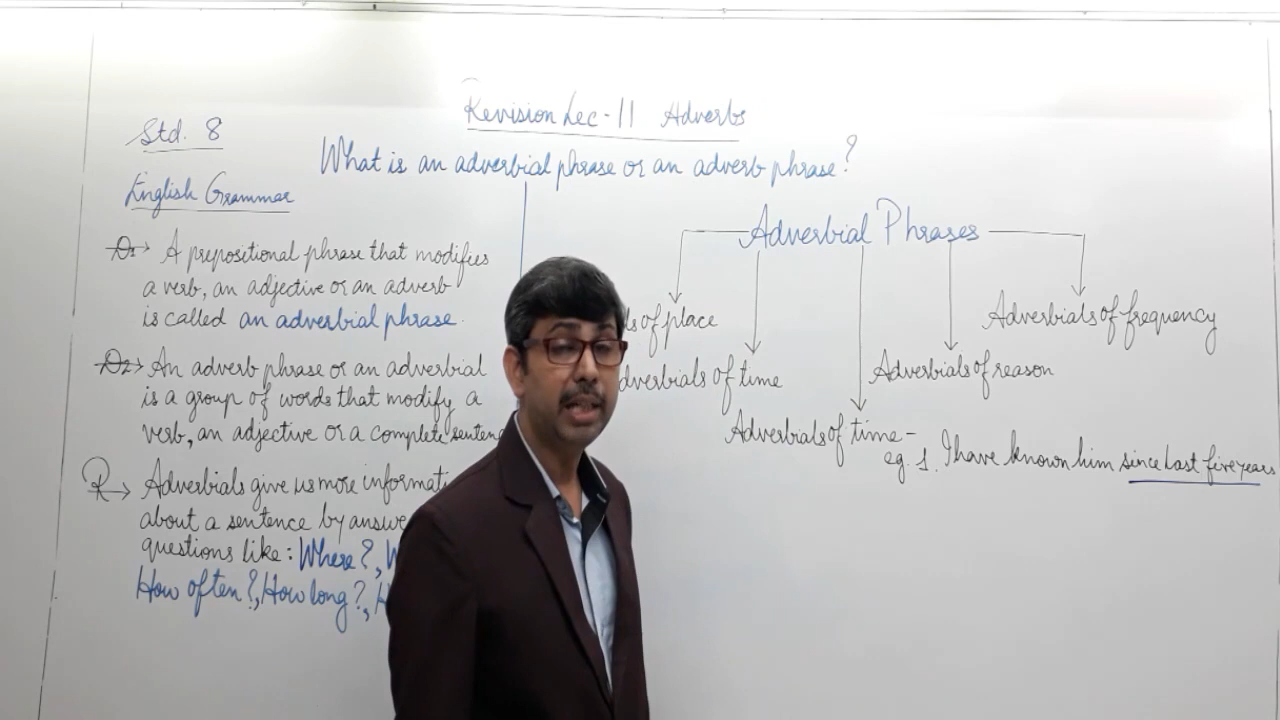 Revision Lec-11 Adverbs
Std. 8
What is an adverbial phrase or an adverb phrase?
English Grammar
D1→ A prepositional phrase that modifies
a verb, an adjective or an adverb
is called an adverbial phrase.
D2→ An adverb phrase or an adverbial
is a group of words that modify a
verb, an adjective or a complete sentenc
R→ Adverbials give us more informati
about a sentence by answe
questions like: Where?, W
How often?, How long?, H
Adverbial Phrases
ls of place
dverbials of time
Adverbials of time-
eg. 1. I have known him since last five years
Adverbials of reason
Adverbials of frequency